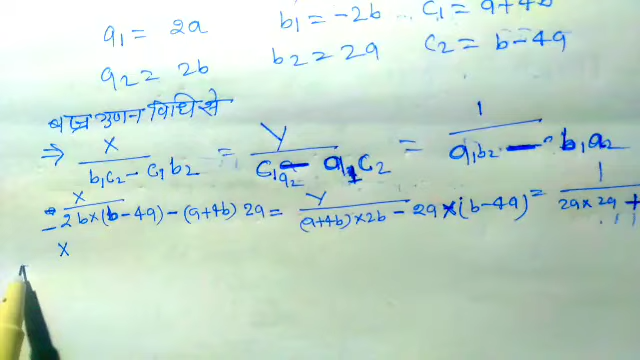 a1 = 2a b1 = -2b c1 = a+4b
a2 = 2b b2 = 2a c2 = b-4a
बज्र गुणन विधि से
⇒ x/(b1c2 - c1b2) = y/(c1a2 - a1c2) = 1/(a1b2 - b1a2)
= x/(-2b×(b-4a) - (a+4b)2a) = y/((a+4b)×2b - 2a×(b-4a)) = 1/(2a×2a +
x